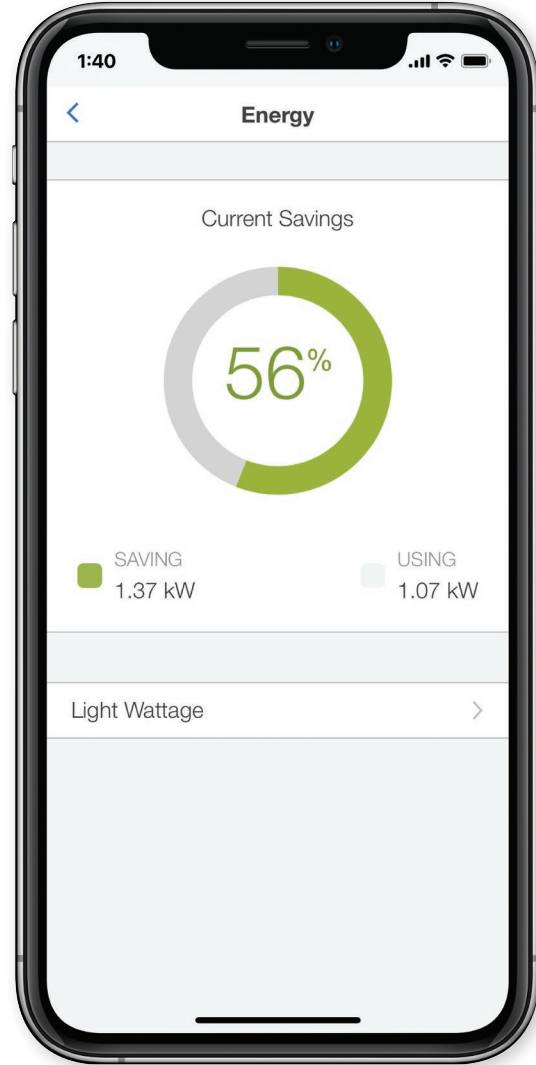 1:40
Energy
Current Savings
56%
SAVING
1.37 kW
USING
1.07 kW
Light Wattage